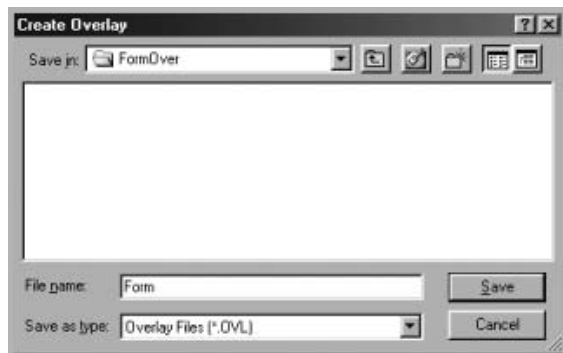 Create Overlay
Save in: FormOver
File name: Form Save
Save as type: Overlay Files (*.OVL) Cancel